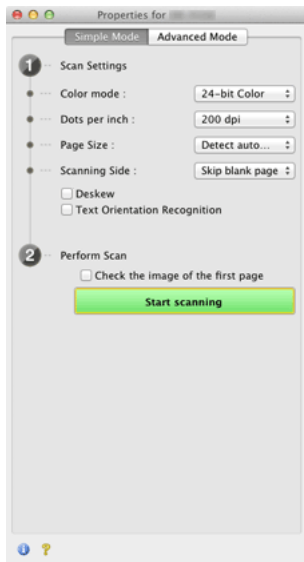 Properties for
Simple Mode Advanced Mode
1 Scan Settings
Color mode : 24-bit Color
Dots per inch : 200 dpi
Page Size : Detect auto...
Scanning Side : Skip blank page
Deskew
Text Orientation Recognition
2 Perform Scan
Check the image of the first page
Start scanning
i ?